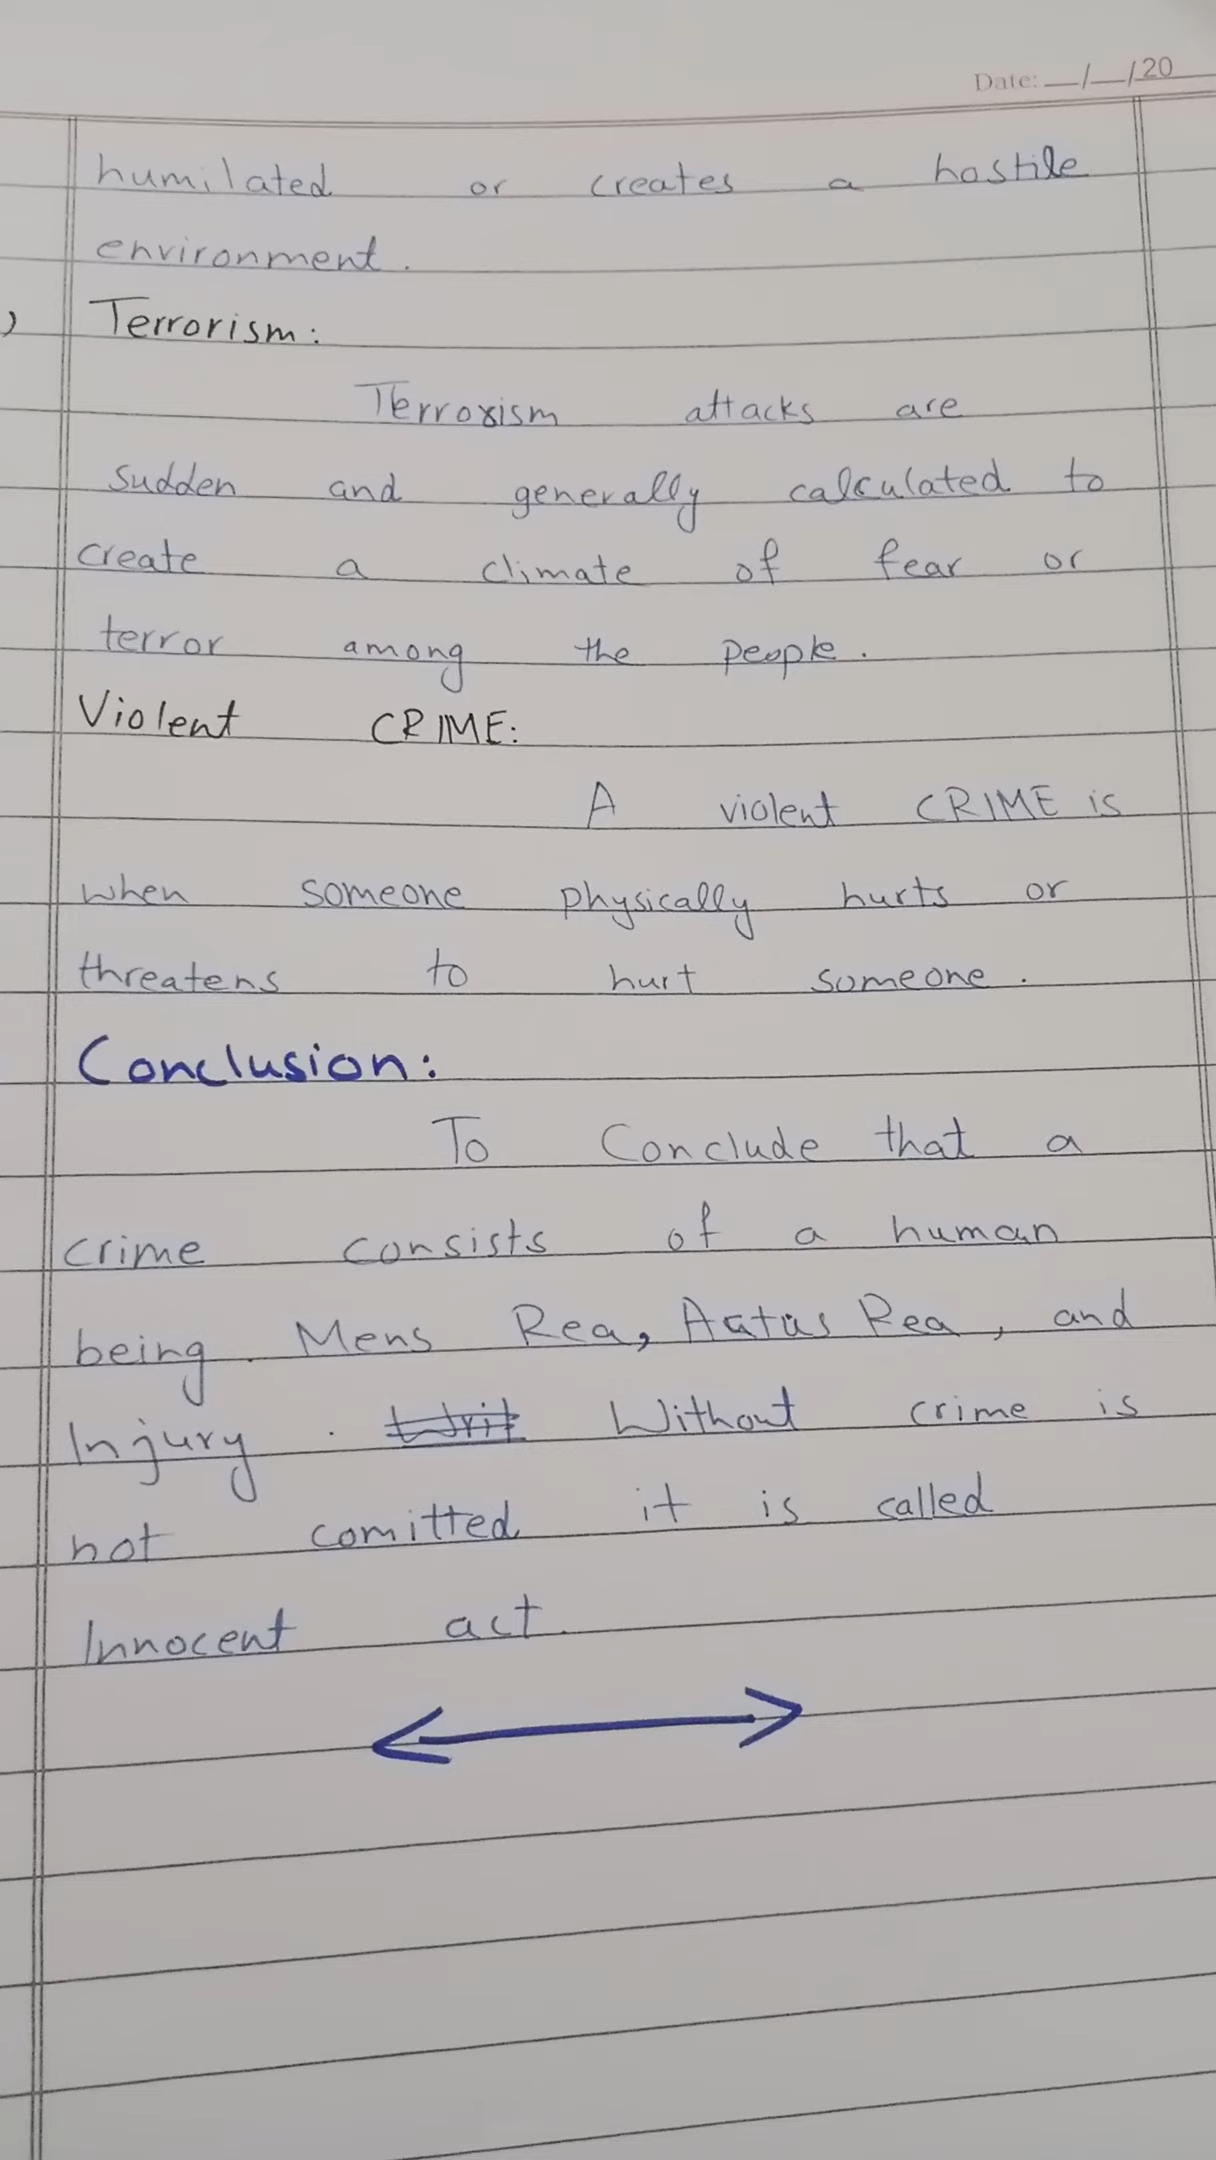 Date: __/__/20
humilated or creates a hostile
environment.
) Terrorism:
Terrorism attacks are
sudden and generally calculated to
create a climate of fear or
terror among the people.
Violent CRIME:
A violent CRIME is
when someone physically hurts or
threatens to hurt someone.
Conclusion:
To Conclude that a
crime consists of a human
being. Mens Rea, Aatus Rea, and
Injury. Without crime is
not comitted it is called
Innocent act.